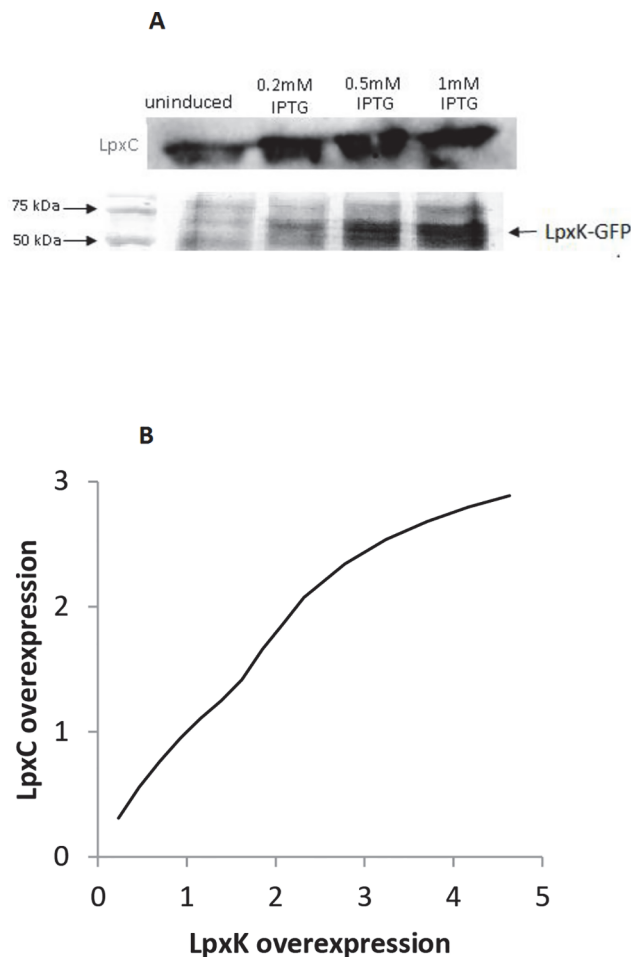 A
uninduced
0.2mM
IPTG
0.5mM
IPTG
1mM
IPTG
LpxC
75 kDa
50 kDa
LpxK-GFP
B
3
2
1
0
LpxC overexpression
0 1 2 3 4 5
LpxK overexpression